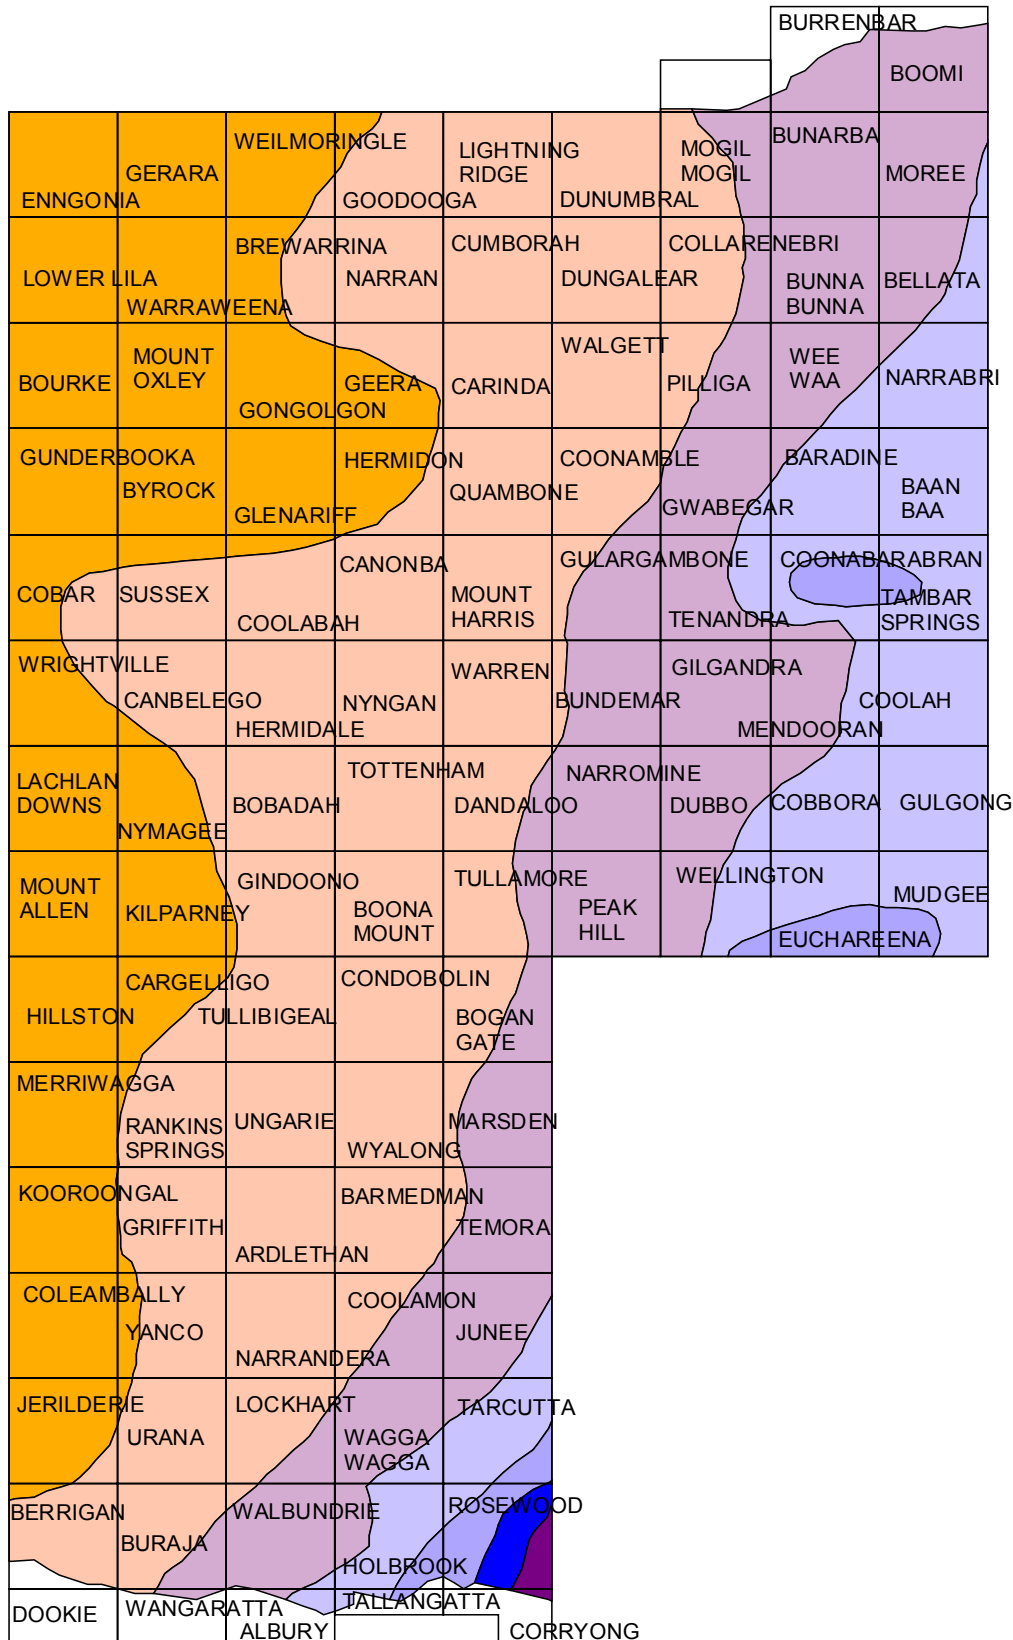 BURRENBAR
BOOMI
WEILMORINGLE
LIGHTNING
RIDGE
MOGIL
MOGIL
BUNARBA
GERARA
MOREE
ENNGONIA
GOODOOGA
DUNUMBRAL
BREWARRINA
CUMBORAH
COLLARENEBRI
LOWER LILA
NARRAN
DUNGALEAR
BUNNA
BUNNA
BELLATA
WARRAWEENA
WALGETT
MOUNT
OXLEY
WEE
WAA
BOURKE
GEERA
CARINDA
PILLIGA
NARRABRI
GONGOLGON
GUNDERBOOKA
HERMIDON
COONAMBLE
BARADINE
BYROCK
QUAMBONE
BAAN
BAA
GLENARIFF
GWABEGAR
CANONBA
GULARGAMBONE
COONABARABRAN
COBAR
SUSSEX
MOUNT
HARRIS
TAMBAR
SPRINGS
COOLABAH
TENANDRA
WRIGHTVILLE
WARREN
GILGANDRA
CANBELEGO
NYNGAN
BUNDEMAR
COOLAH
HERMIDALE
MENDOORAN
TOTTENHAM
NARROMINE
LACHLAN
DOWNS
BOBADAH
DANDALOO
DUBBO
COBBORA
GULGONG
NYMAGEE
GINDOONO
TULLAMORE
WELLINGTON
MOUNT
ALLEN
KILPARNEY
BOONA
MOUNT
PEAK
HILL
MUDGEE
EUCHAREENA
CARGELLIGO
CONDOBOLIN
HILLSTON
TULLIBIGEAL
BOGAN
GATE
MERRIWAGGA
RANKINS
SPRINGS
UNGARIE
MARSDEN
WYALONG
KOOROONGAL
BARMEDMAN
GRIFFITH
TEMORA
ARDLETHAN
COLEAMBALLY
COOLAMON
YANCO
JUNEE
NARRANDERA
JERILDERIE
LOCKHART
TARCUTTA
URANA
WAGGA
WAGGA
BERRIGAN
WALBUNDRIE
ROSEWOOD
BURAJA
HOLBROOK
DOOKIE
WANGARATTA
TALLANGATTA
ALBURY
CORRYONG